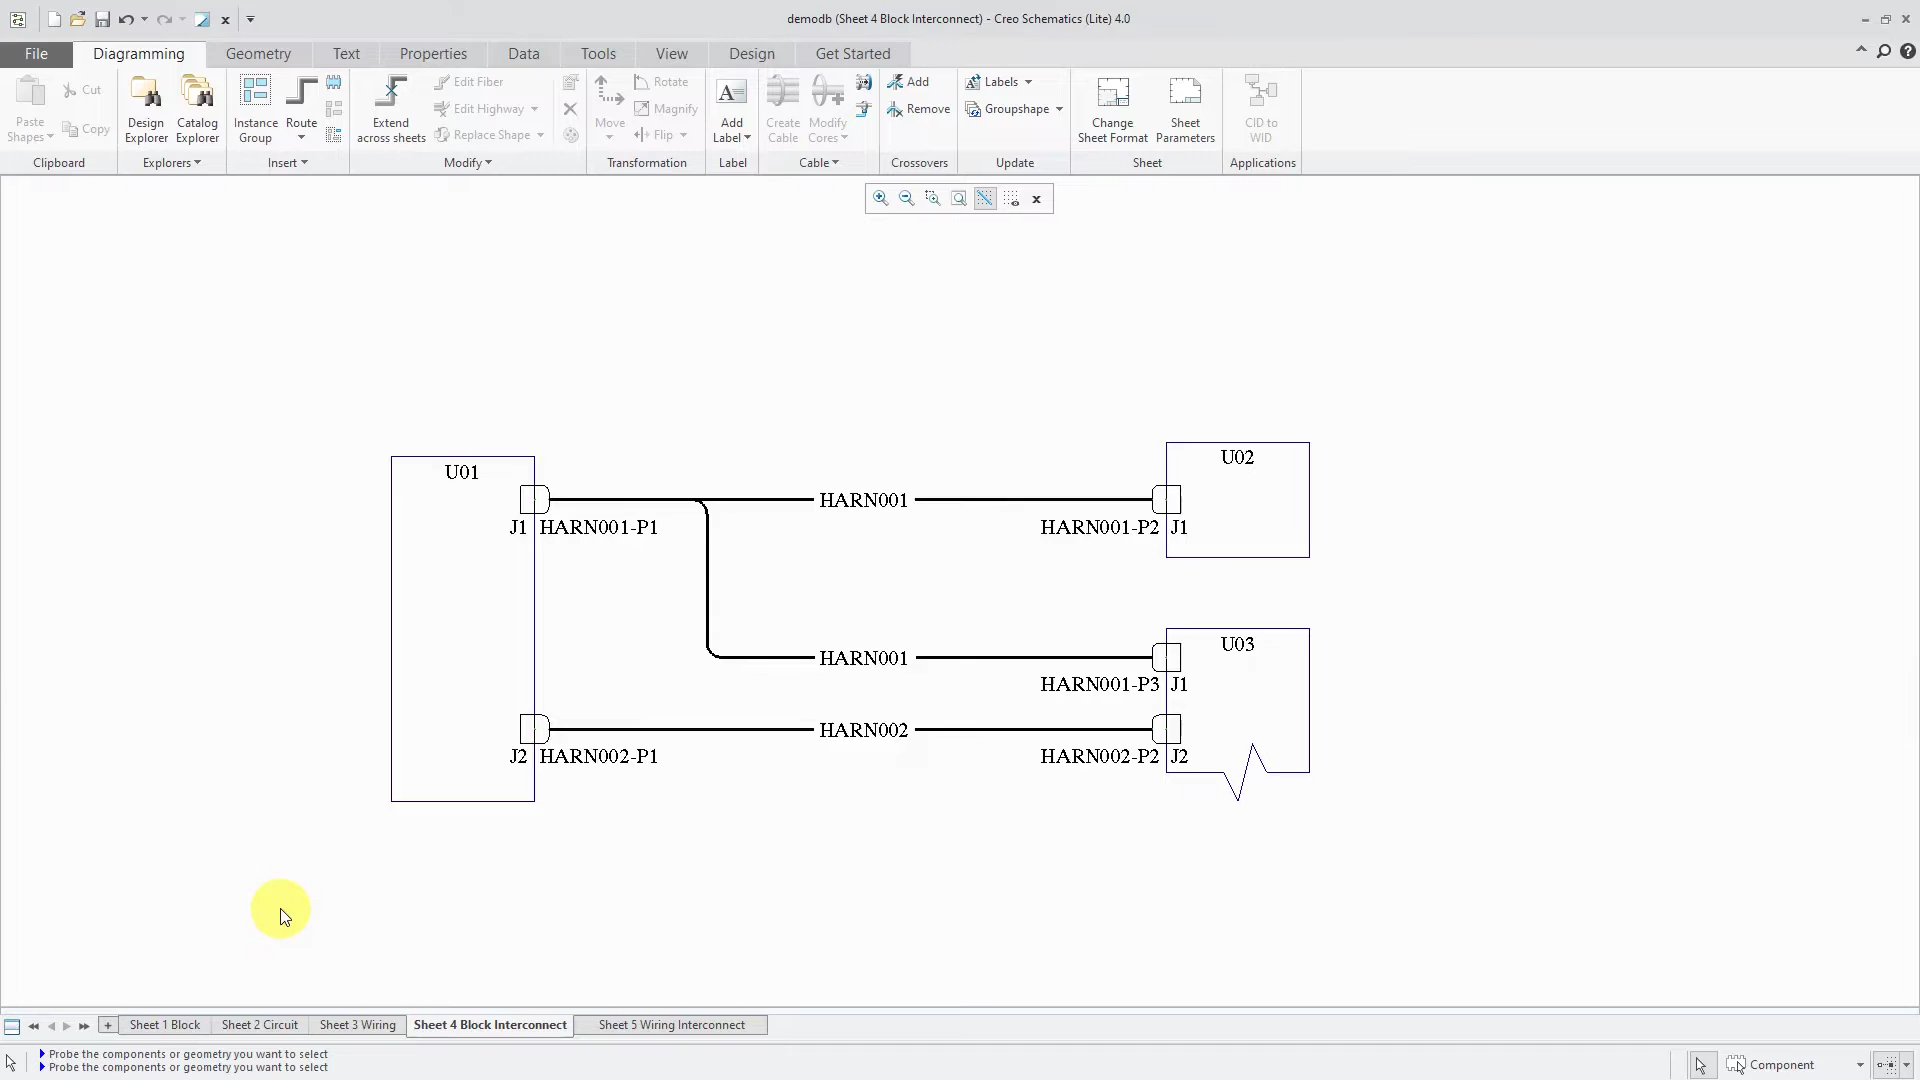 demodb (Sheet 4 Block Interconnect) - Creo Schematics (Lite) 4.0
File Diagramming Geometry Text Properties Data Tools View Design Get Started
Paste Shapes
Cut
Copy
Clipboard
Design Explorer
Catalog Explorer
Explorers
Instance Group
Route
Insert
Extend across sheets
Edit Fiber
Edit Highway
Replace Shape
Modify
Move
Rotate
Magnify
Flip
Transformation
Add Label
Label
Create Cable
Modify Cores
Cable
Add
Remove
Crossovers
Labels
Groupshape
Update
Change Sheet Format
Sheet Parameters
Sheet
CID to WID
Applications
U01
U02
HARN001
J1 HARN001-P1
HARN001-P2 J1
U03
HARN001
HARN001-P3 J1
HARN002
J2 HARN002-P1
HARN002-P2 J2
Sheet 1 Block Sheet 2 Circuit Sheet 3 Wiring Sheet 4 Block Interconnect Sheet 5 Wiring Interconnect
Probe the components or geometry you want to select
Probe the components or geometry you want to select
Component